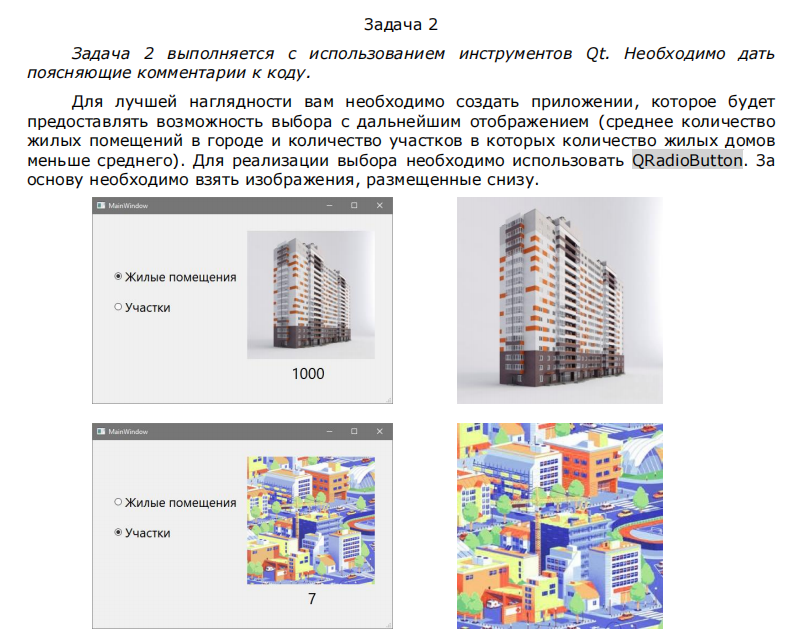 Задача 2
Задача 2 выполняется с использованием инструментов Qt. Необходимо дать
поясняющие комментарии к коду.
Для лучшей наглядности вам необходимо создать приложении, которое будет
предоставлять возможность выбора с дальнейшим отображением (среднее количество
жилых помещений в городе и количество участков в которых количество жилых домов
меньше среднего). Для реализации выбора необходимо использовать QRadioButton. За
основу необходимо взять изображения, размещенные снизу.
MainWindow
Жилые помещения
Участки
1000
MainWindow
Жилые помещения
Участки
7